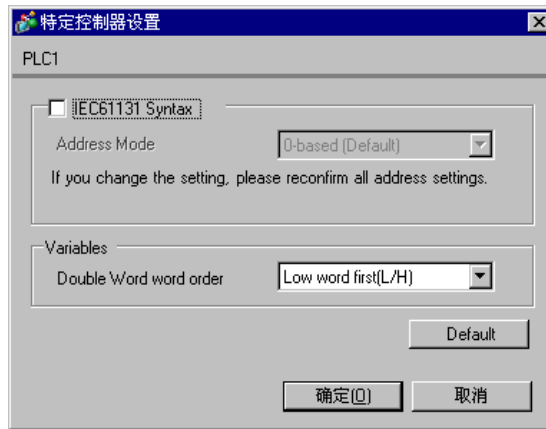 特定控制器设置
PLC1
IEC61131 Syntax
Address Mode 0-based (Default)
If you change the setting, please reconfirm all address settings.
Variables
Double Word word order Low word first(L/H)
Default
确定(O) 取消